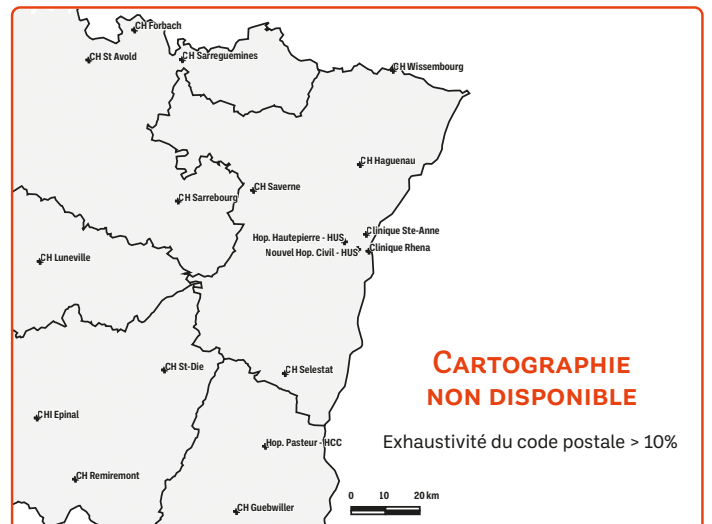 CH Forbach
CH St Avold
CH Sarreguemines
CH Wissembourg
CH Haguenau
CH Saverne
CH Sarrebourg
Clinique Ste-Anne
Hop. Hautepierre - HUS
Clinique Rhena
Nouvel Hop. Civil - HUS
CH Luneville
CARTOGRAPHIE
NON DISPONIBLE
CH St-Die
CH Selestat
CHI Epinal
Exhaustivité du code postale > 10%
Hop. Pasteur - HCC
CH Remiremont
0 10 20 km
CH Guebwiller